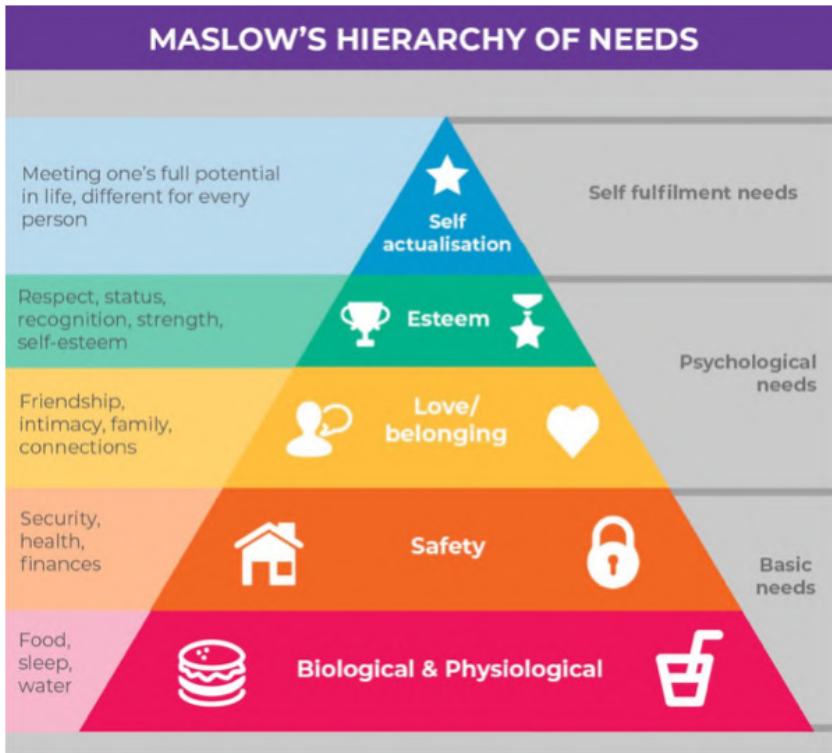 MASLOW'S HIERARCHY OF NEEDS
Meeting one's full potential
in life, different for every
person
Self
actualisation
Self fulfilment needs
Respect, status,
recognition, strength,
self-esteem
Esteem
Psychological
needs
Friendship,
intimacy, family,
connections
Love/
belonging
Security,
health,
finances
Safety
Basic
needs
Food,
sleep,
water
Biological & Physiological